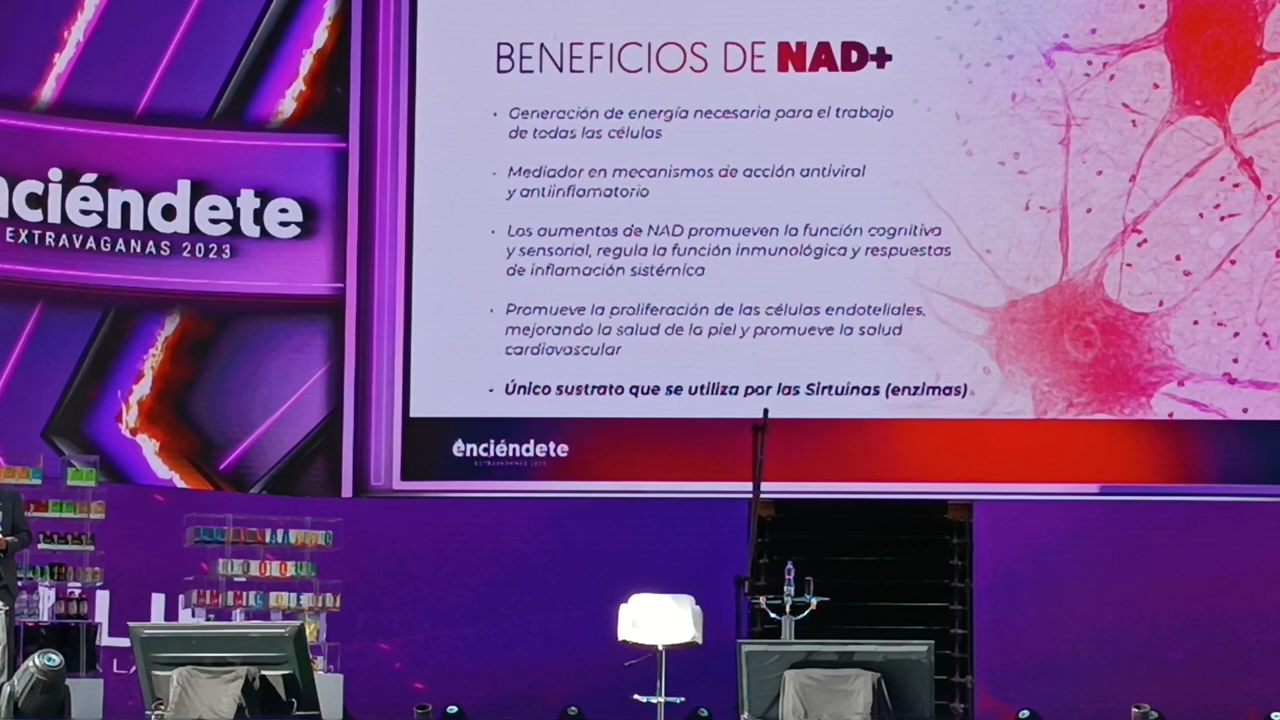 BENEFICIOS DE NAD+
• Generación de energía necesaria para el trabajo
de todas las células
• Mediador en mecanismos de acción antiviral
y antiinflamatorio
• Los aumentos de NAD promueven la función cognitiva
y sensorial, regula la función inmunológica y respuestas
de inflamación sistémica
• Promueve la proliferación de las células endoteliales,
mejorando la salud de la piel y promueve la salud
cardiovascular
• Único sustrato que se utiliza por las Sirtuinas (enzimas)
nciéndete
EXTRAVAGANAS 2023
enciéndete
EXTRAVAGANAS 2023